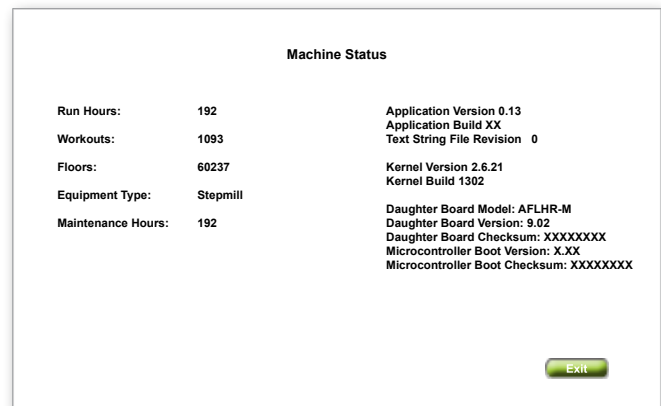 Machine Status
Run Hours: 192
Workouts: 1093
Floors: 60237
Equipment Type: Stepmill
Maintenance Hours: 192
Application Version 0.13
Application Build XX
Text String File Revision 0
Kernel Version 2.6.21
Kernel Build 1302
Daughter Board Model: AFLHR-M
Daughter Board Version: 9.02
Daughter Board Checksum: XXXXXXXX
Microcontroller Boot Version: X.XX
Microcontroller Boot Checksum: XXXXXXXX
Exit